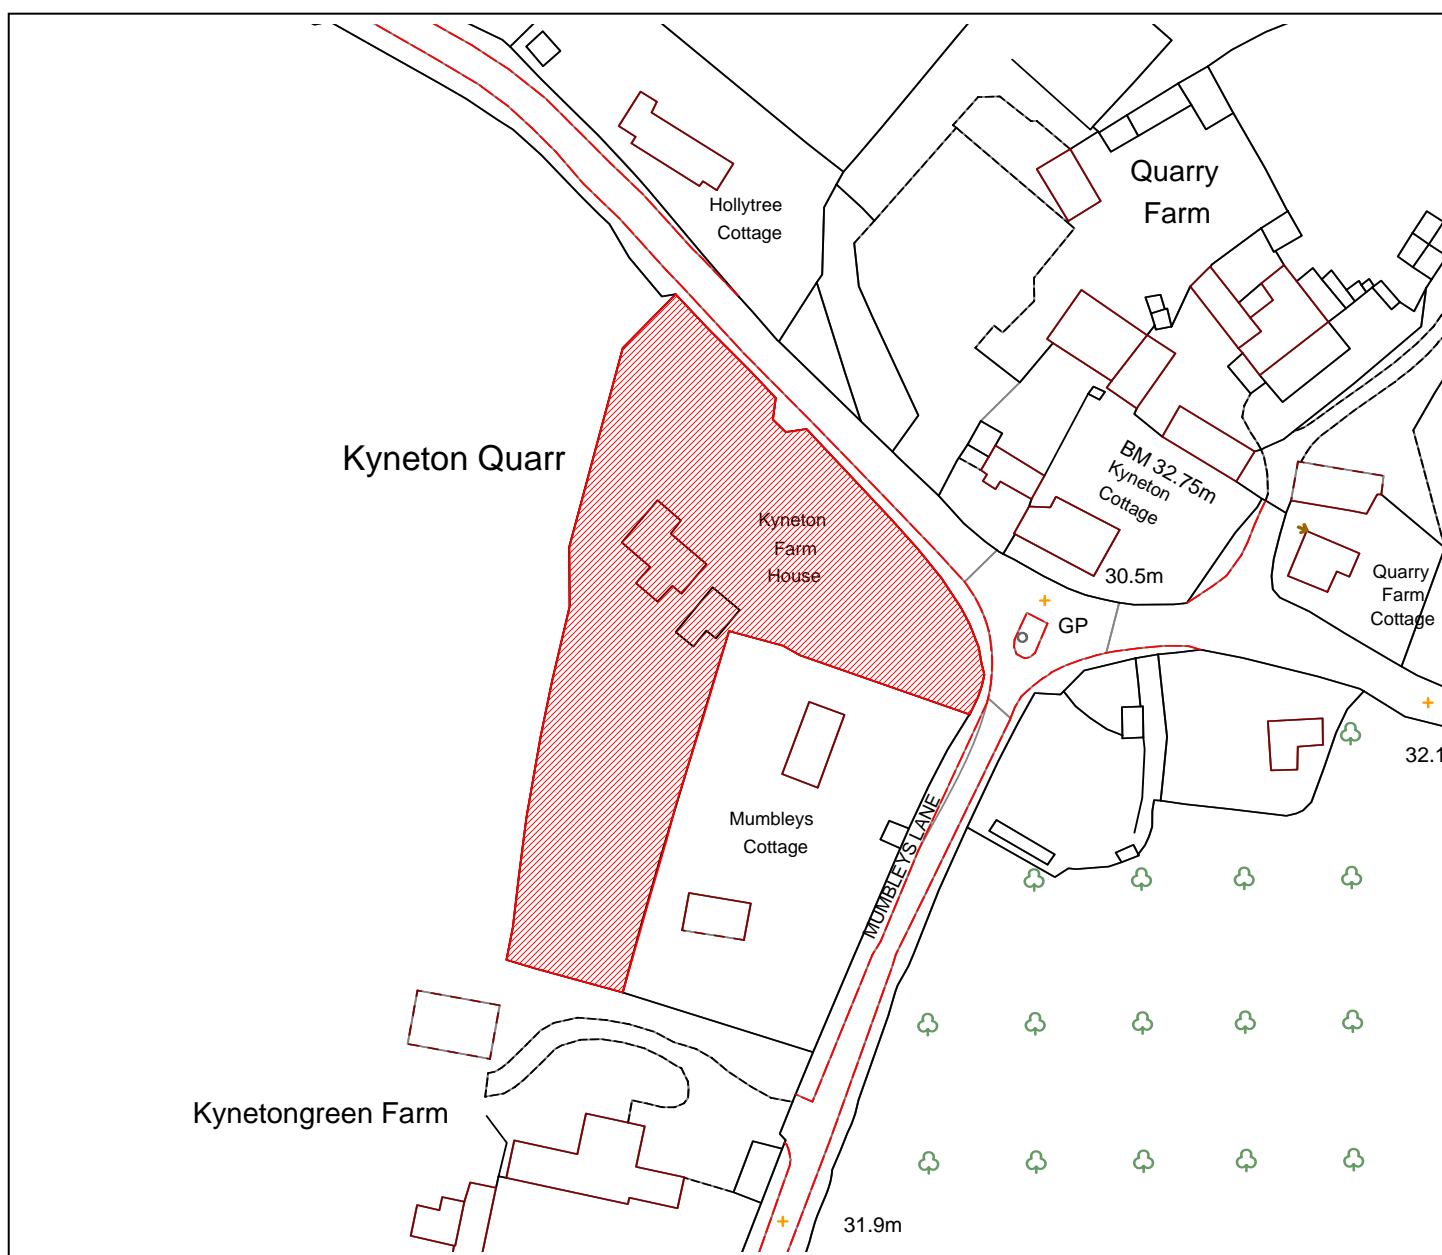 Quarry
Farm
Hollytree
Cottage
Kyneton Quarr
BM 32.75m
Kyneton
Cottage
Kyneton
Farm
House
30.5m
Quarry
Farm
Cottage
GP
32.1
Mumbleys
Cottage
MUMBLEYS LANE
Kynetongreen Farm
31.9m